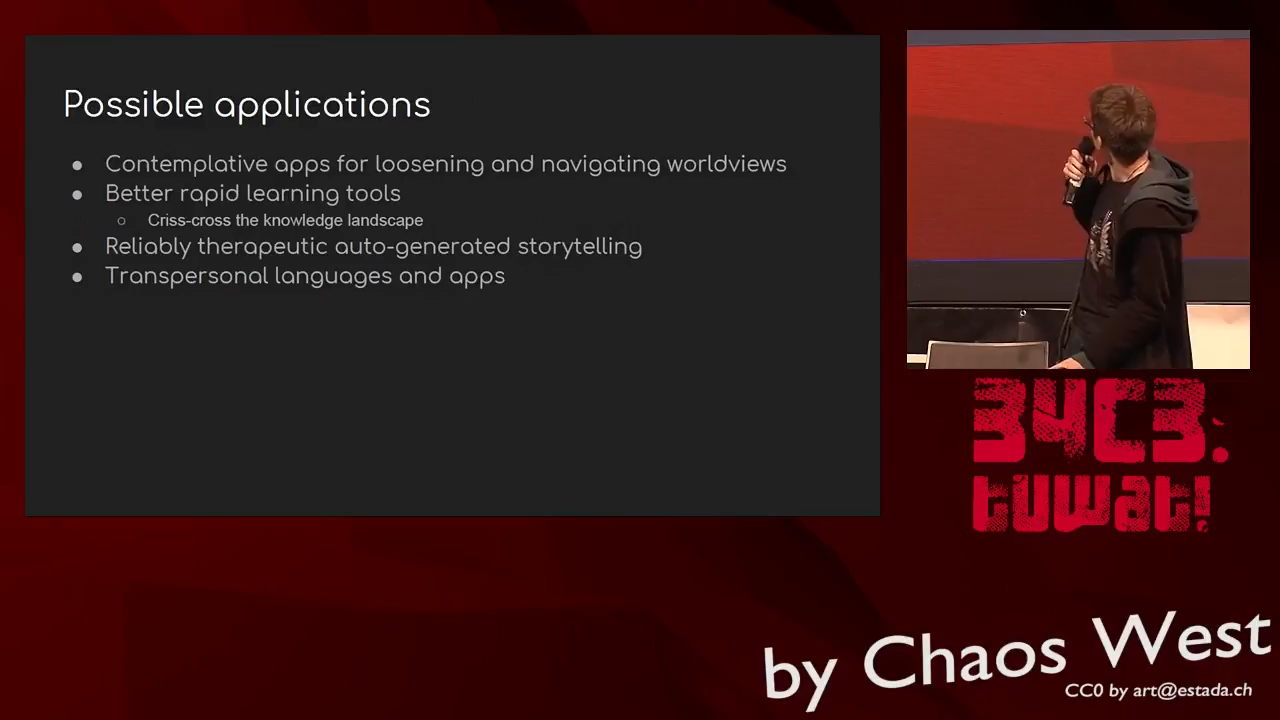 Possible applications
● Contemplative apps for loosening and navigating worldviews
● Better rapid learning tools
○ Criss-cross the knowledge landscape
● Reliably therapeutic auto-generated storytelling
● Transpersonal languages and apps
34C3:
tuwat!
by Chaos West
CC0 by art@estada.ch